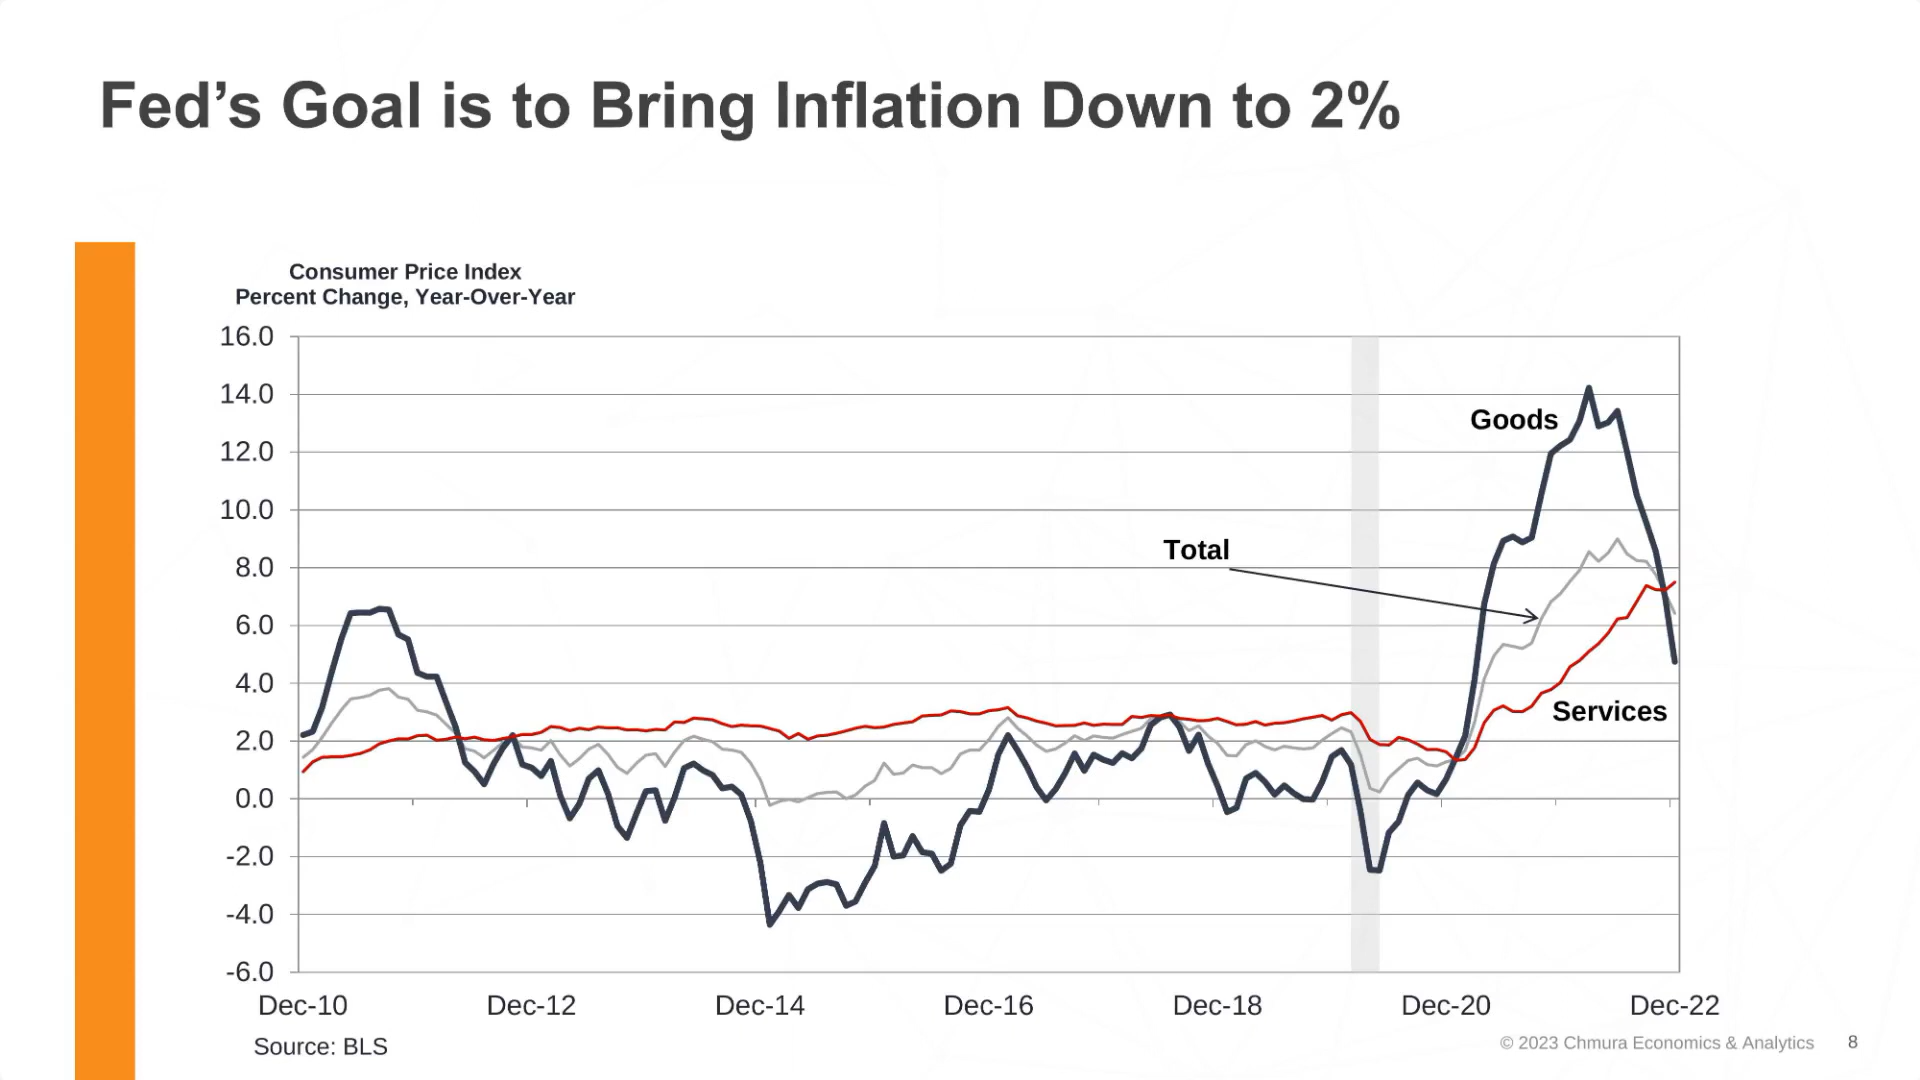 Fed’s Goal is to Bring Inflation Down to 2%
Consumer Price Index
Percent Change, Year-Over-Year
16.0
14.0
Goods
12.0
10.0
Total
8.0
6.0
4.0
Services
2.0
0.0
-2.0
-4.0
-6.0
Dec-10 Dec-12 Dec-14 Dec-16 Dec-18 Dec-20 Dec-22
Source: BLS
© 2023 Chmura Economics & Analytics 8